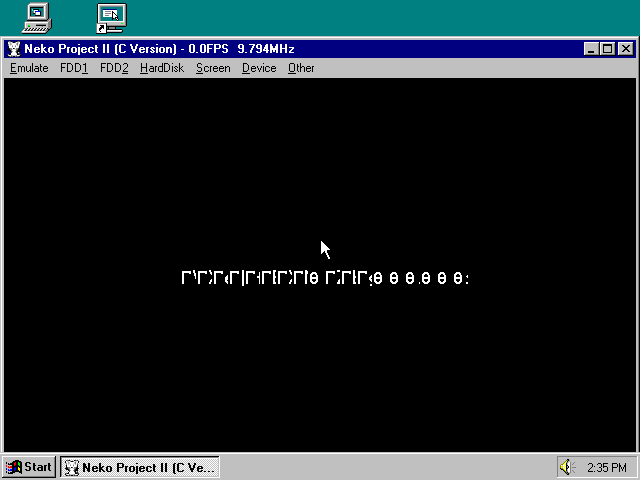 Neko Project II (C Version) - 0.0FPS 9.794MHz
Emulate FDD1 FDD2 HardDisk Screen Device Other
Start Neko Project II (C Ve... 2:35 PM